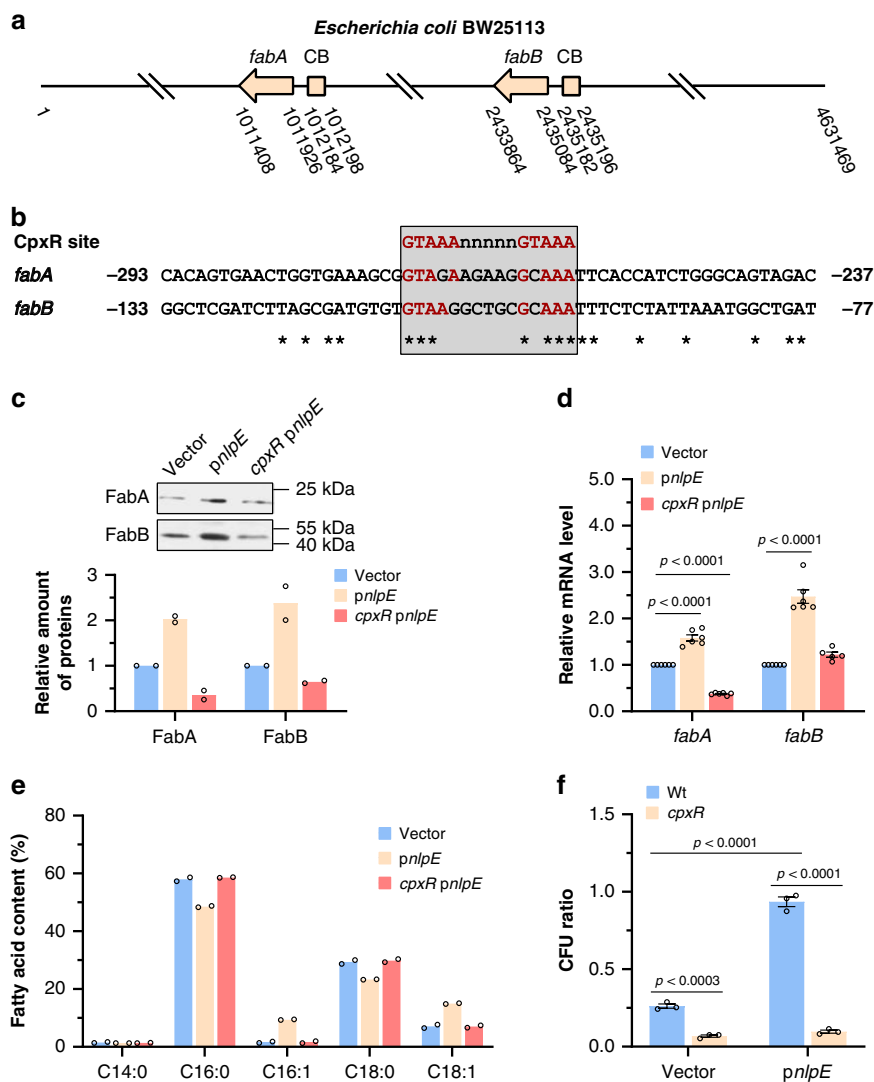 a
Escherichia coli BW25113
fabA CB fabB CB
1 1011408 1011926 1012184 1012198 2433864 2435084 2435182 2435196 4631469
b
CpxR site GTAAAnnnnnGTAAA
fabA –293 CACAGTGAACTGGTGAAAGCGGTAGAAGAAGGCAAATTCACCATCTGGGCAGTAGAC –237
fabB –133 GGCTCGATCTTAGCGATGTGTGTAAGGCTGCGCAAATTTCTCTATTAAATGGCTGAT –77
* * ** *** * ****** * * * **
c
Vector pnlpE cpxR pnlpE
FabA 25 kDa
FabB 55 kDa
40 kDa
Relative amount
of proteins
3
2
1
0
Vector
pnlpE
cpxR pnlpE
FabA FabB
d
Vector
pnlpE
cpxR pnlpE
Relative mRNA level
5.0
4.0
3.0
2.0
1.0
0.0
p < 0.0001
p < 0.0001
p < 0.0001
fabA fabB
e
Fatty acid content (%)
80
60
40
20
0
Vector
pnlpE
cpxR pnlpE
C14:0 C16:0 C16:1 C18:0 C18:1
f
Wt
cpxR
CFU ratio
1.5
1.0
0.5
0.0
p < 0.0001
p < 0.0001
p < 0.0003
Vector pnlpE